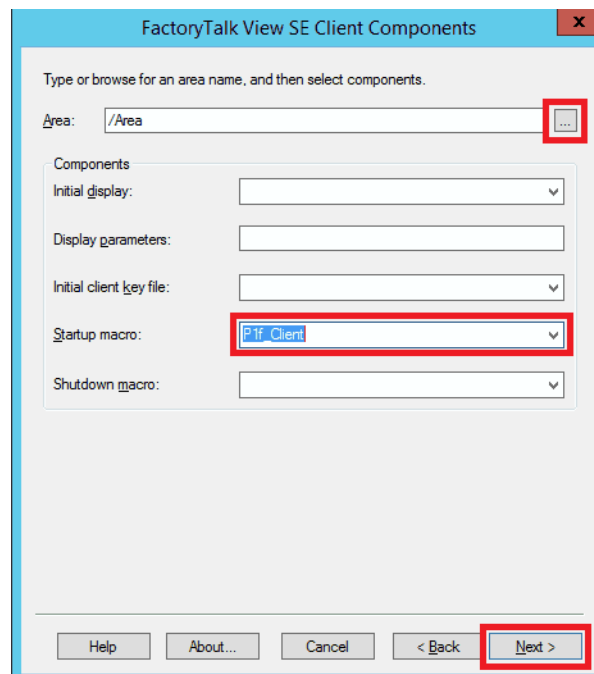 FactoryTalk View SE Client Components
x
Type or browse for an area name, and then select components.
Area: /Area ...
Components
Initial display:
Display parameters:
Initial client key file:
Startup macro: P1f_Client
Shutdown macro:
Help About... Cancel < Back Next >